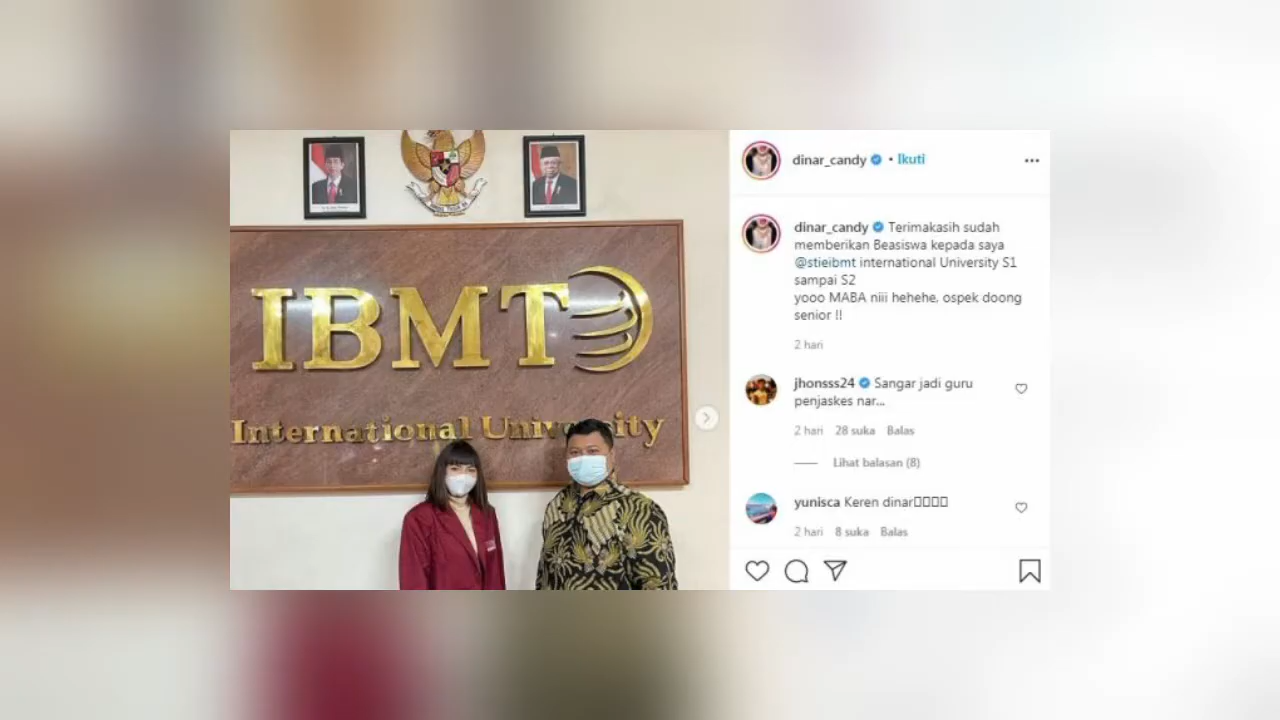 IBMT
International University
dinar_candy • Ikuti
dinar_candy Terimakasih sudah
memberikan Beasiswa kepada saya
@stieibmt international University S1
sampai S2
yooo MABA niii hehehe, ospek doong
senior !!
2 hari
jhonsss24 Sangar jadi guru
penjaskes nar...
2 hari 28 suka Balas
Lihat balasan (8)
yunisca Keren dinar▯▯▯▯
2 hari 8 suka Balas